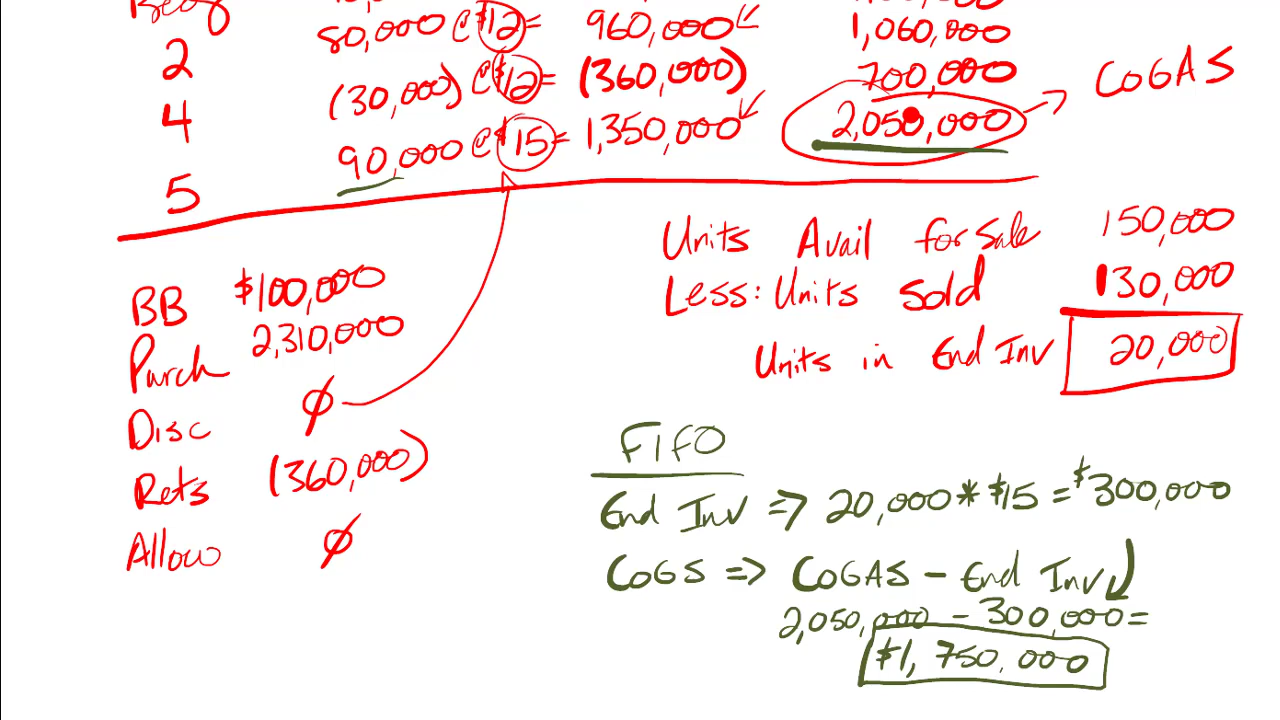 Beg
80,000 @ $12 = 960,000 1,060,000
2 (30,000) @ $12 = (360,000) 700,000 COGAS
4 90,000 @ $15 = 1,350,000 2,050,000
5
Units Avail for Sale 150,000
BB $100,000
Less: Units Sold 130,000
Purch 2,310,000
Units in End Inv 20,000
Disc ∅
FIFO
Rets (360,000)
End Inv => 20,000 * $15 = $300,000
Allow ∅
COGS => COGAS - End Inv
2,050,000 - 300,000 =
$1,750,000